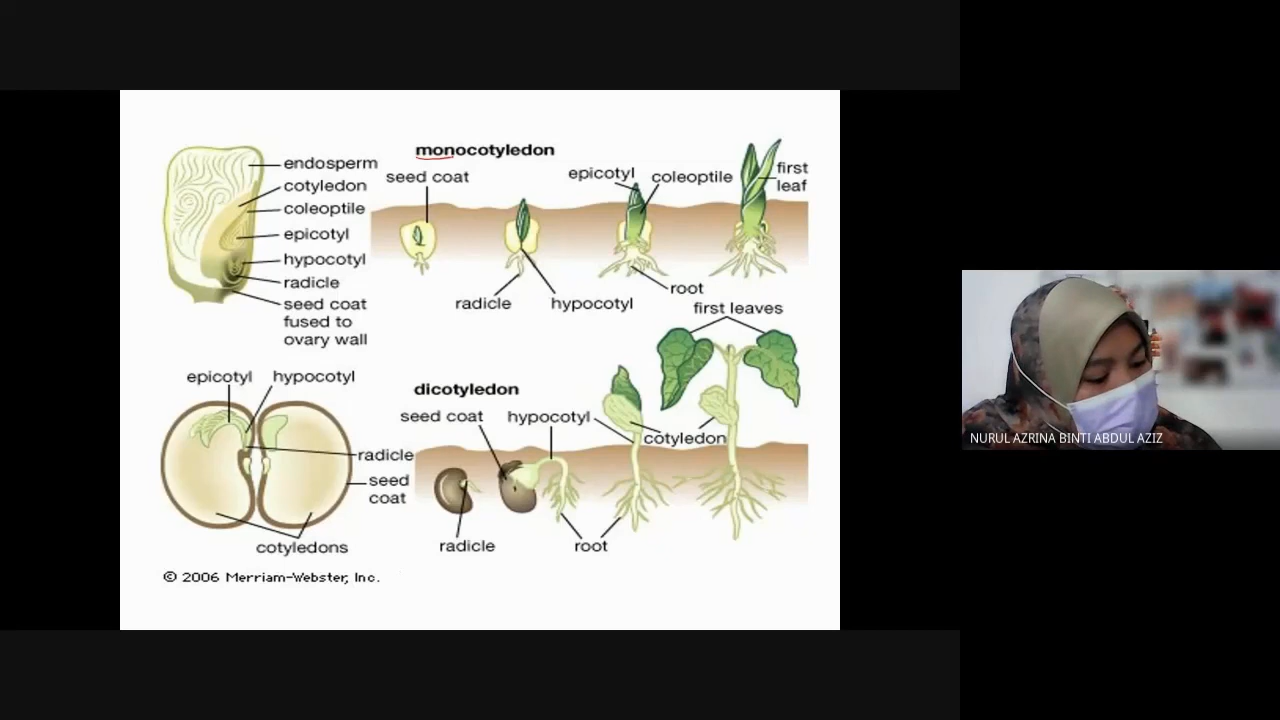 monocotyledon
endosperm
cotyledon
coleoptile
epicotyl
hypocotyl
radicle
seed coat
fused to
ovary wall
seed coat
epicotyl
coleoptile
first
leaf
radicle
hypocotyl
root
dicotyledon
epicotyl
hypocotyl
radicle
seed
coat
cotyledons
seed coat
hypocotyl
first leaves
cotyledon
radicle
root
© 2006 Merriam-Webster, Inc.
NURUL AZRINA BINTI ABDUL AZIZ